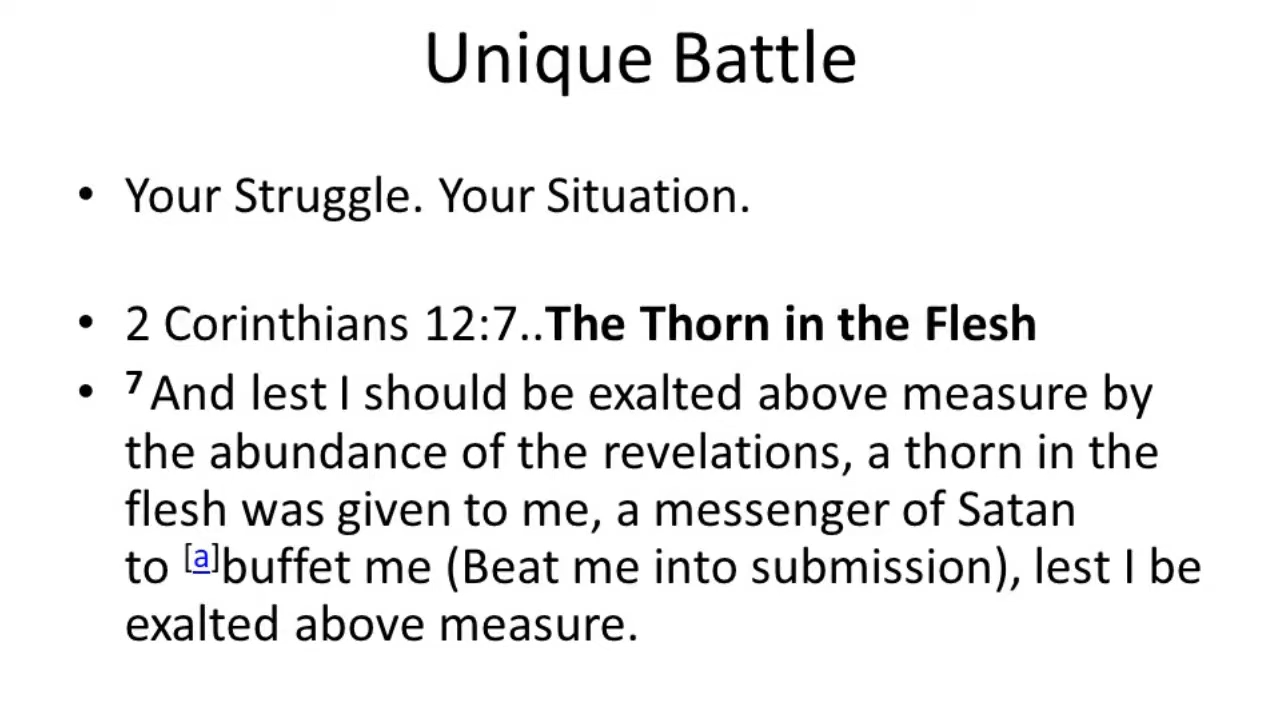 Unique Battle
• Your Struggle. Your Situation.
• 2 Corinthians 12:7..The Thorn in the Flesh
• 7 And lest I should be exalted above measure by
the abundance of the revelations, a thorn in the
flesh was given to me, a messenger of Satan
to [a]buffet me (Beat me into submission), lest I be
exalted above measure.